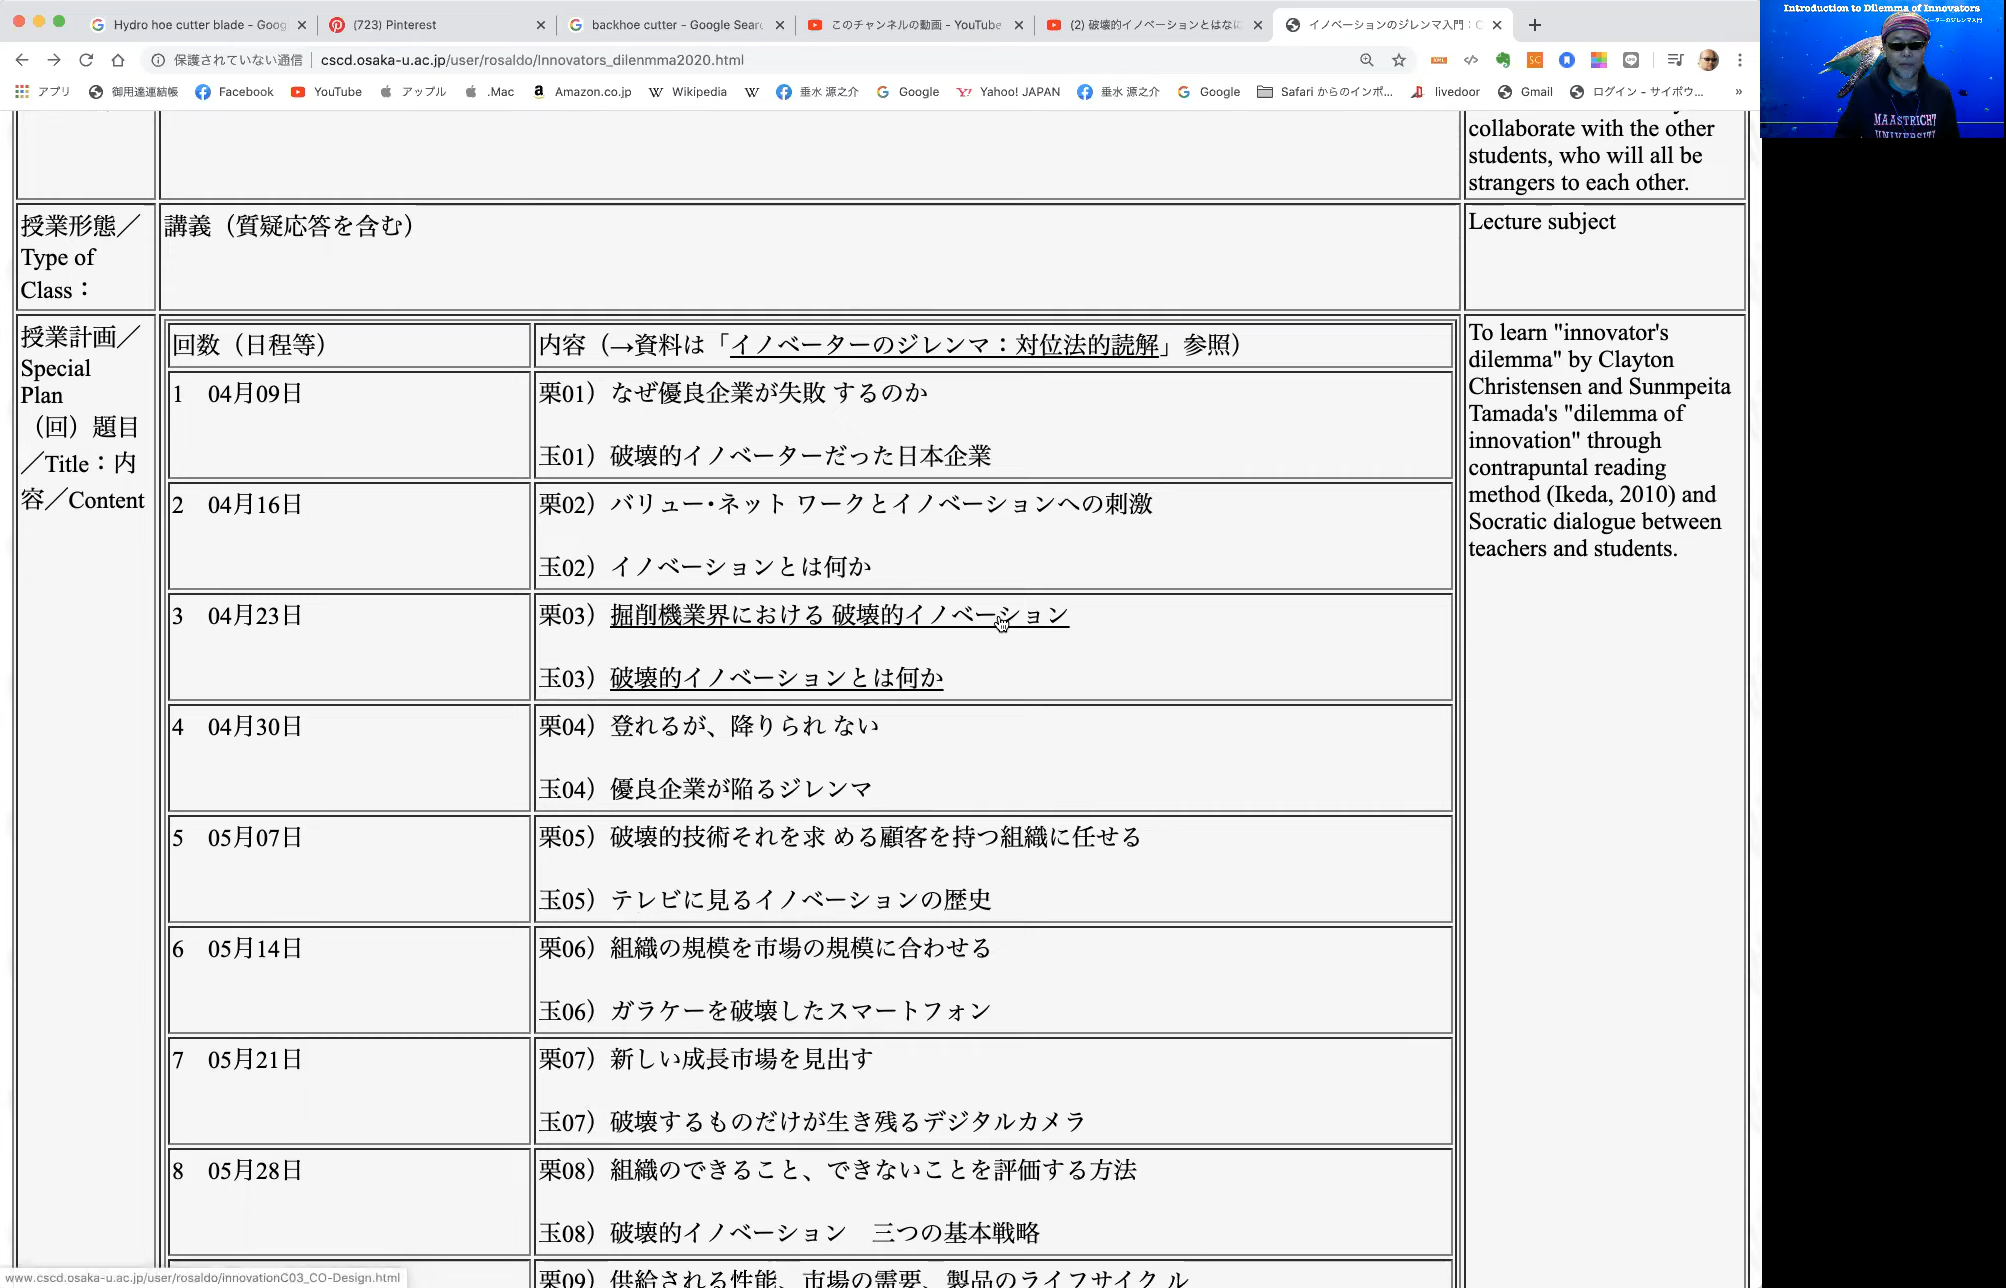 Hydro hoe cutter blade - Goog
(723) Pinterest
backhoe cutter - Google Searc
このチャンネルの動画 - YouTube
(2) 破壊的イノベーションとはなに
イノベーションのジレンマ入門：C
保護されていない通信 | cscd.osaka-u.ac.jp/user/rosaldo/Innovators_dilenmma2020.html
アプリ 御用達連結帳 Facebook YouTube アップル .Mac Amazon.co.jp Wikipedia 垂水 源之介 Google Yahoo! JAPAN 垂水 源之介 Google Safari からのインポ... livedoor Gmail ログイン - サイボウ... »
Introduction to Dilemma of Innovators
MAASTRICHT
UNIVERSITY
collaborate with the other
students, who will all be
strangers to each other.
授業形態／
Type of
Class：
講義（質疑応答を含む）
Lecture subject
授業計画／
Special
Plan
（回）題目
／Title：内
容／Content
回数（日程等）
内容（→資料は「イノベーターのジレンマ：対位法的読解」参照）
1 04月09日
栗01）なぜ優良企業が失敗 するのか
玉01）破壊的イノベーターだった日本企業
2 04月16日
栗02）バリュー･ネット ワークとイノベーションへの刺激
玉02）イノベーションとは何か
3 04月23日
栗03）掘削機業界における 破壊的イノベーション
玉03）破壊的イノベーションとは何か
4 04月30日
栗04）登れるが、降りられ ない
玉04）優良企業が陥るジレンマ
5 05月07日
栗05）破壊的技術それを求 める顧客を持つ組織に任せる
玉05）テレビに見るイノベーションの歴史
6 05月14日
栗06）組織の規模を市場の規模に合わせる
玉06）ガラケーを破壊したスマートフォン
7 05月21日
栗07）新しい成長市場を見出す
玉07）破壊するものだけが生き残るデジタルカメラ
8 05月28日
栗08）組織のできること、できないことを評価する方法
玉08）破壊的イノベーション　三つの基本戦略
栗09）供給される性能、市場の需要、製品のライフサイク ル
To learn "innovator's
dilemma" by Clayton
Christensen and Sunmpeita
Tamada's "dilemma of
innovation" through
contrapuntal reading
method (Ikeda, 2010) and
Socratic dialogue between
teachers and students.
www.cscd.osaka-u.ac.jp/user/rosaldo/innovationC03_CO-Design.html